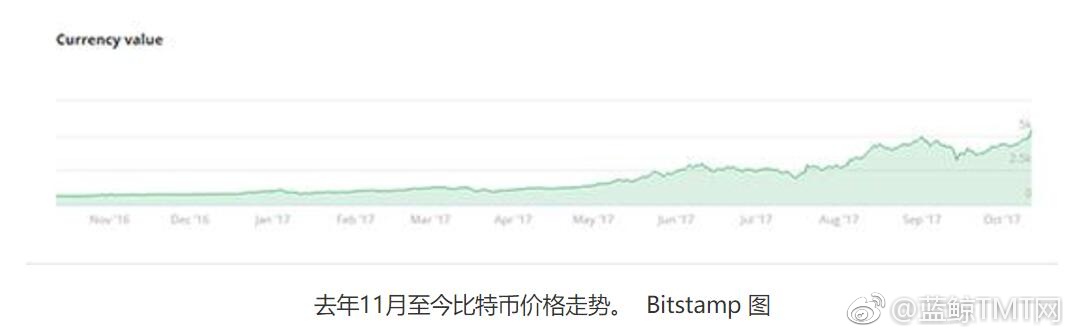 Currency value
5k
2.5k
0
Nov '16 Dec '16 Jan '17 Feb '17 Mar '17 Apr '17 May '17 Jun '17 Jul '17 Aug '17 Sep '17 Oct '17
去年11月至今比特币价格走势。 Bitstamp 图
@蓝鲸TMT网